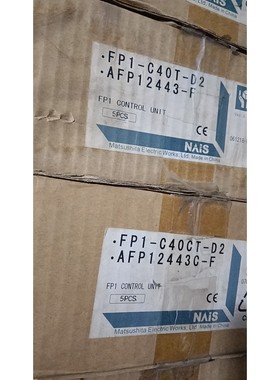 ·FP1-C40T-D2
·AFP12443-F
FP1 CONTROL UNIT
5PCS
CE
NAiS
Matsushita Electric Works, Ltd. Made in China
·FP1-C40CT-D2
·AFP12443C-F
FP1 CONTROL UNIT
5PCS
CE
NAiS
Matsushita Electric Works, Ltd. Made in China